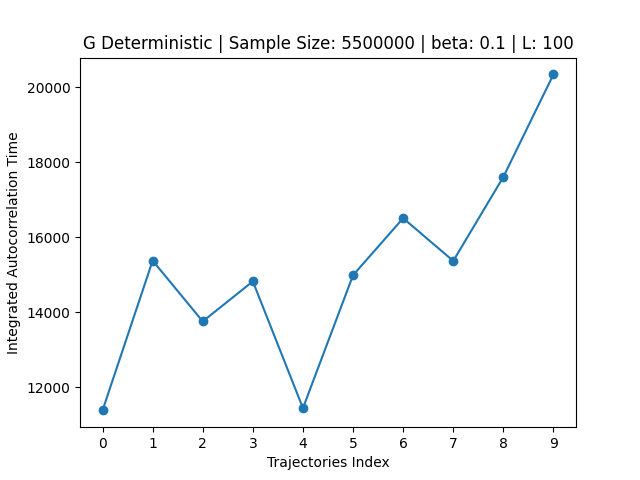 G Deterministic | Sample Size: 5500000 | beta: 0.1 | L: 100
Integrated Autocorrelation Time
20000
18000
16000
14000
12000
0 1 2 3 4 5 6 7 8 9
Trajectories Index